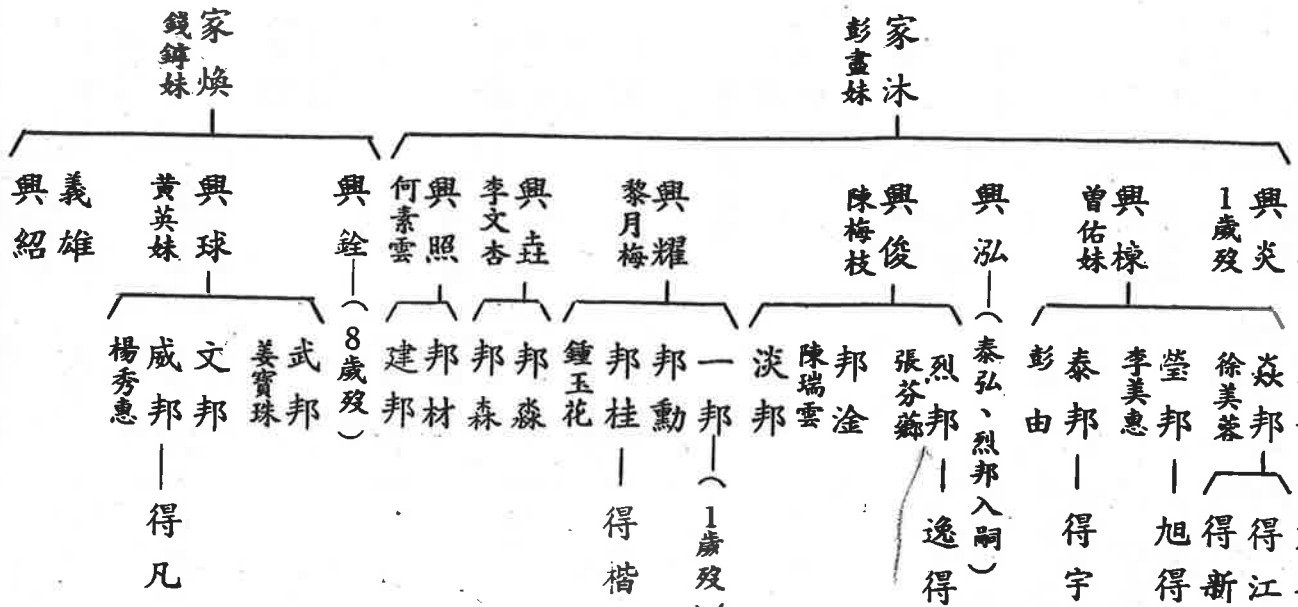 家沐
彭畫妹
家煥
錢鏱妹
興炎
1歲歿
興棟
曾佑妹
興泓
興俊
陳梅枝
興耀
黎月梅
興垚
李文杏
興照
何素雲
興銓
興球
黃英妹
義雄
興紹
焱邦
徐美蓉
瑩邦
李美惠
泰邦
彭由
（泰弘、烈邦入嗣）
烈邦
張芬薌
邦淦
陳瑞雲
淡邦
一邦
邦勳
邦桂
鍾玉花
邦淼
邦森
邦材
建邦
（8歲歿）
武邦
姜寶珠
文邦
威邦
楊秀惠
得江
得新
旭得
得宇
逸得
（1歲歿
得楷
得凡